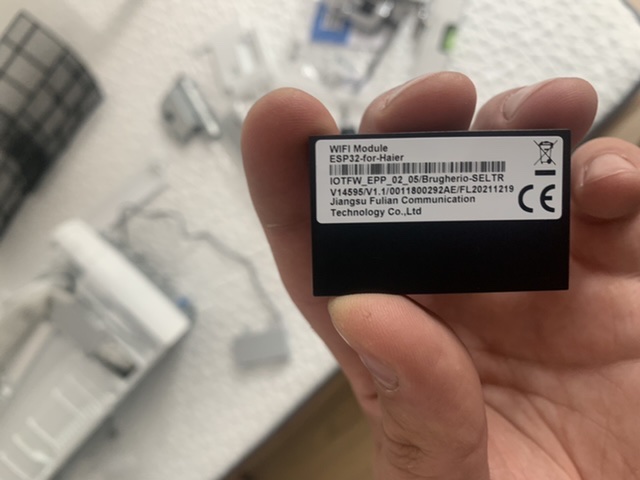 WIFI Module
ESP32-for-Haier
IOTFW_EPP_02_05/Brugherio-SELTR
V14595/V1.1/0011800292AE/FL20211219
Jiangsu Fulian Communication
Technology Co.,Ltd
CE